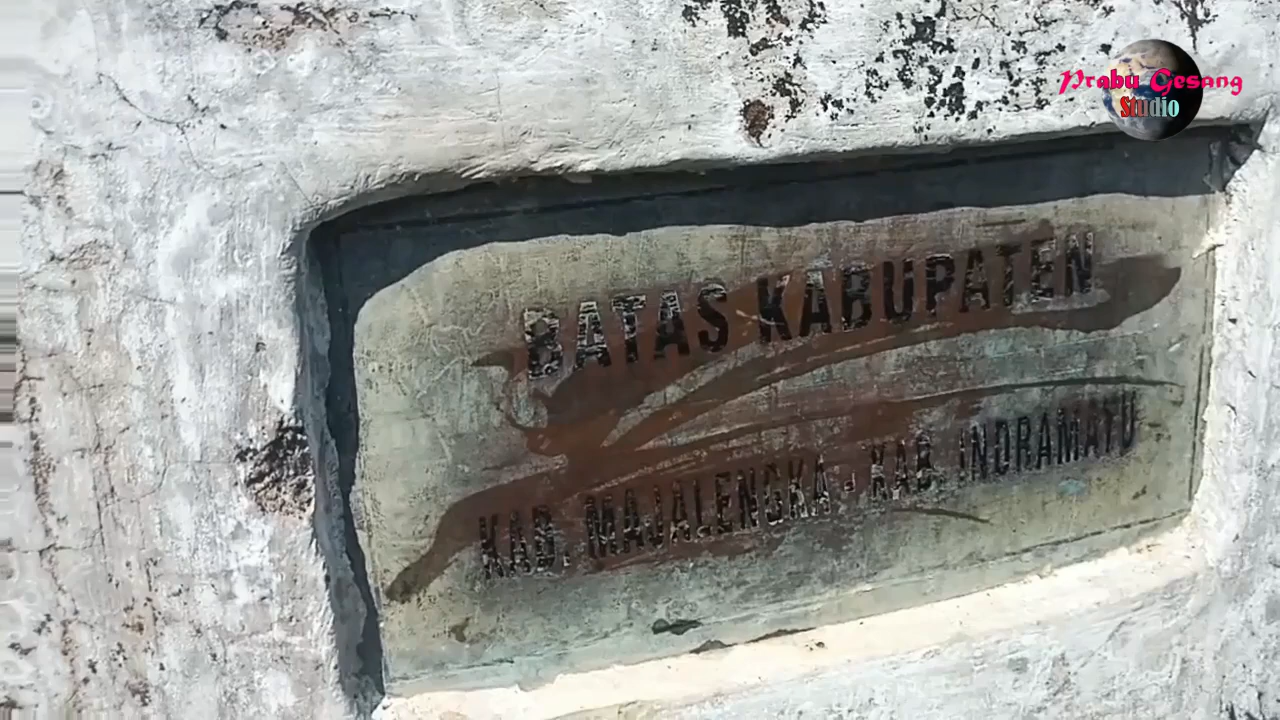 Prabu Gesang
Studio
BATAS KABUPATEN
KAB. MAJALENGKA - KAB. INDRAMAYU